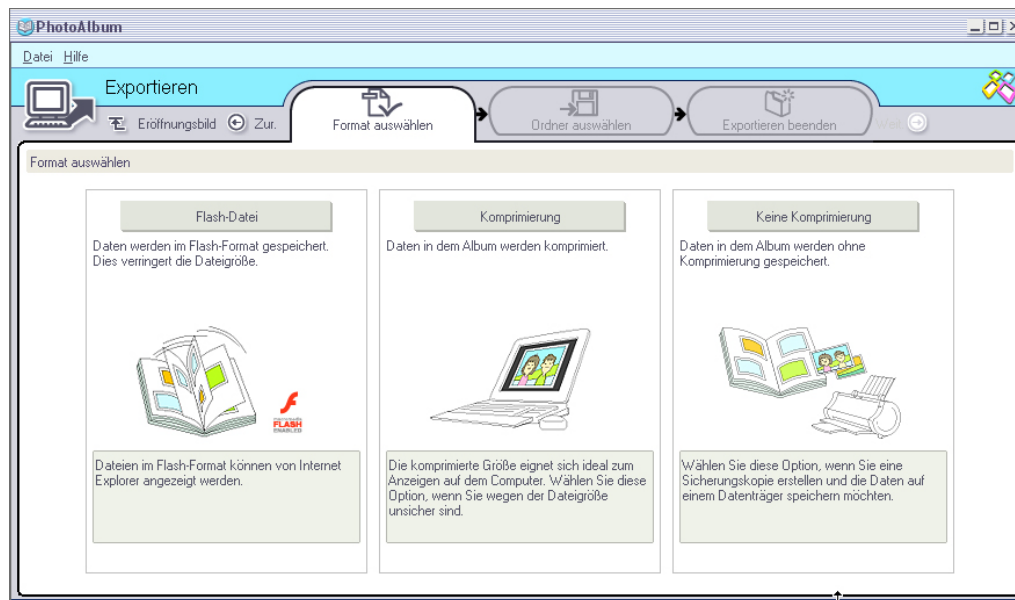 PhotoAlbum
Datei Hilfe
Exportieren
Eröffnungsbild Zur. Format auswählen Ordner auswählen Exportieren beenden Weit.
Format auswählen
Flash-Datei
Daten werden im Flash-Format gespeichert.
Dies verringert die Dateigröße.
FLASH
ENABLED
Dateien im Flash-Format können von Internet
Explorer angezeigt werden.
Komprimierung
Daten in dem Album werden komprimiert.
Die komprimierte Größe eignet sich ideal zum
Anzeigen auf dem Computer. Wählen Sie diese
Option, wenn Sie wegen der Dateigröße
unsicher sind.
Keine Komprimierung
Daten in dem Album werden ohne
Komprimierung gespeichert.
Wählen Sie diese Option, wenn Sie eine
Sicherungskopie erstellen und die Daten auf
einem Datenträger speichern möchten.